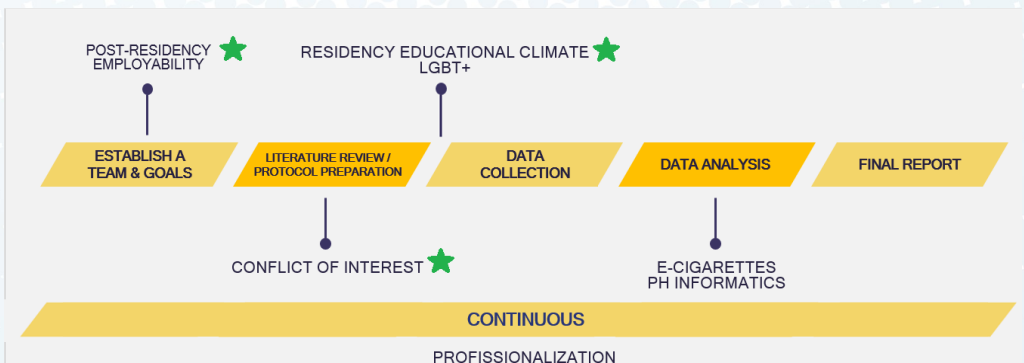 POST-RESIDENCY
EMPLOYABILITY
RESIDENCY EDUCATIONAL CLIMATE
LGBT+
ESTABLISH A
TEAM & GOALS
LITERATURE REVIEW /
PROTOCOL PREPARATION
DATA
COLLECTION
DATA ANALYSIS
FINAL REPORT
CONFLICT OF INTEREST
E-CIGARETTES
PH INFORMATICS
CONTINUOUS
PROFISSIONALIZATION